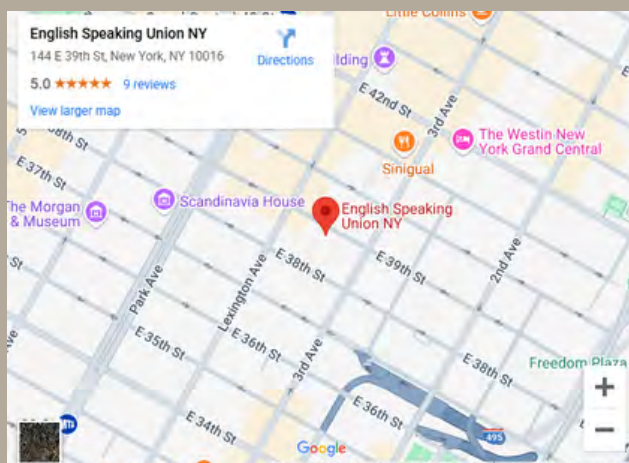 English Speaking Union NY
144 E 39th St, New York, NY 10016
5.0
9 reviews
View larger map
Directions
Little Collins
E 42nd St
3rd Ave
The Westin New
York Grand Central
Sinigual
E 37th St
The Morgan
& Museum
Scandinavia House
English Speaking
Union NY
E 38th St
E 39th St
2nd Ave
Park Ave
Lexington Ave
E 35th St
E 36th St
3rd Ave
E 38th St
Freedom Plaza
E 36th St
E 34th St
495
Google
+
−